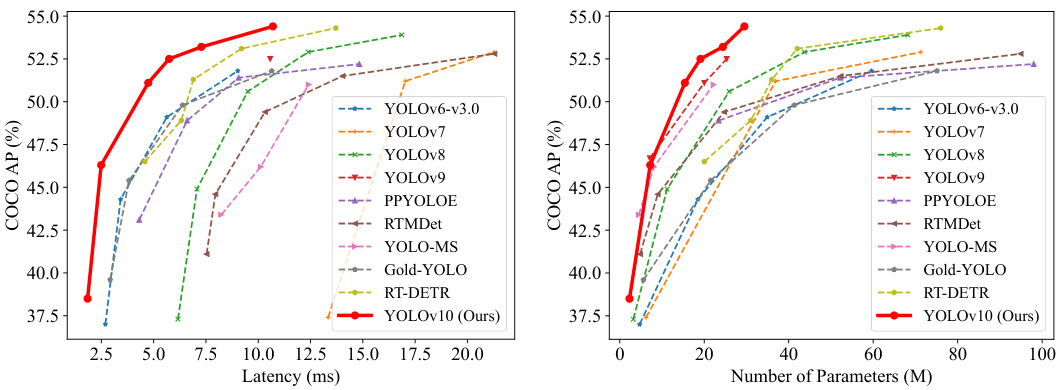 55.0
52.5
50.0
47.5
45.0
42.5
40.0
37.5
COCO AP (%)
2.5 5.0 7.5 10.0 12.5 15.0 17.5 20.0
Latency (ms)
YOLOv6-v3.0
YOLOv7
YOLOv8
YOLOv9
PPYOLOE
RTMDet
YOLO-MS
Gold-YOLO
RT-DETR
YOLOv10 (Ours)
55.0
52.5
50.0
47.5
45.0
42.5
40.0
37.5
COCO AP (%)
0 20 40 60 80 100
Number of Parameters (M)
YOLOv6-v3.0
YOLOv7
YOLOv8
YOLOv9
PPYOLOE
RTMDet
YOLO-MS
Gold-YOLO
RT-DETR
YOLOv10 (Ours)